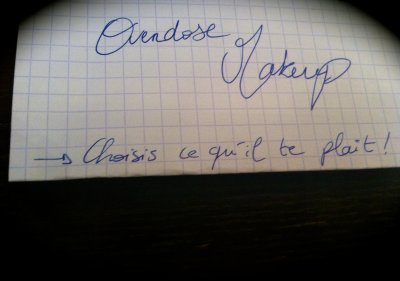 Overdose
Makeup
→ Choisis ce qu'il te plait !